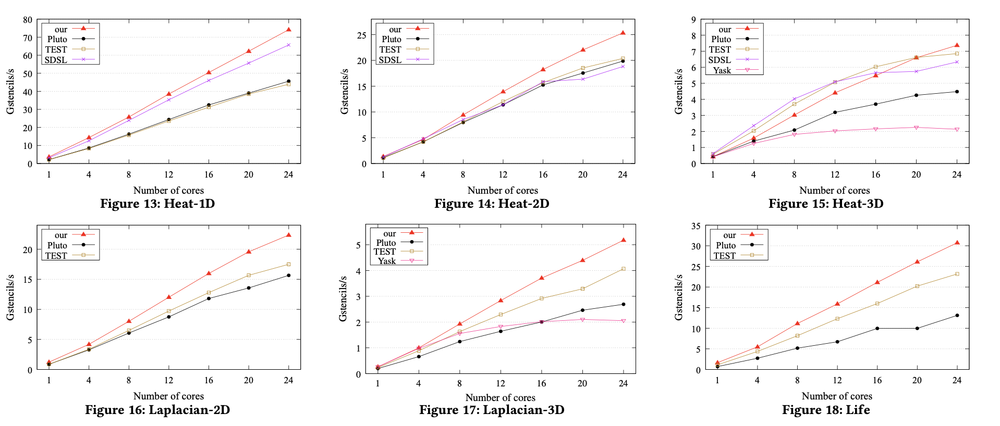 our
Pluto
TEST
SDSL
Gstencils/s
80
70
60
50
40
30
20
10
0
1 4 8 12 16 20 24
Number of cores
Figure 13: Heat-1D
our
Pluto
TEST
SDSL
Gstencils/s
25
20
15
10
5
0
1 4 8 12 16 20 24
Number of cores
Figure 14: Heat-2D
our
Pluto
TEST
SDSL
Yask
Gstencils/s
9
8
7
6
5
4
3
2
1
0
1 4 8 12 16 20 24
Number of cores
Figure 15: Heat-3D
our
Pluto
TEST
Gstencils/s
20
15
10
5
0
1 4 8 12 16 20 24
Number of cores
Figure 16: Laplacian-2D
our
Pluto
TEST
Yask
Gstencils/s
5
4
3
2
1
0
1 4 8 12 16 20 24
Number of cores
Figure 17: Laplacian-3D
our
Pluto
TEST
Gstencils/s
35
30
25
20
15
10
5
0
1 4 8 12 16 20 24
Number of cores
Figure 18: Life